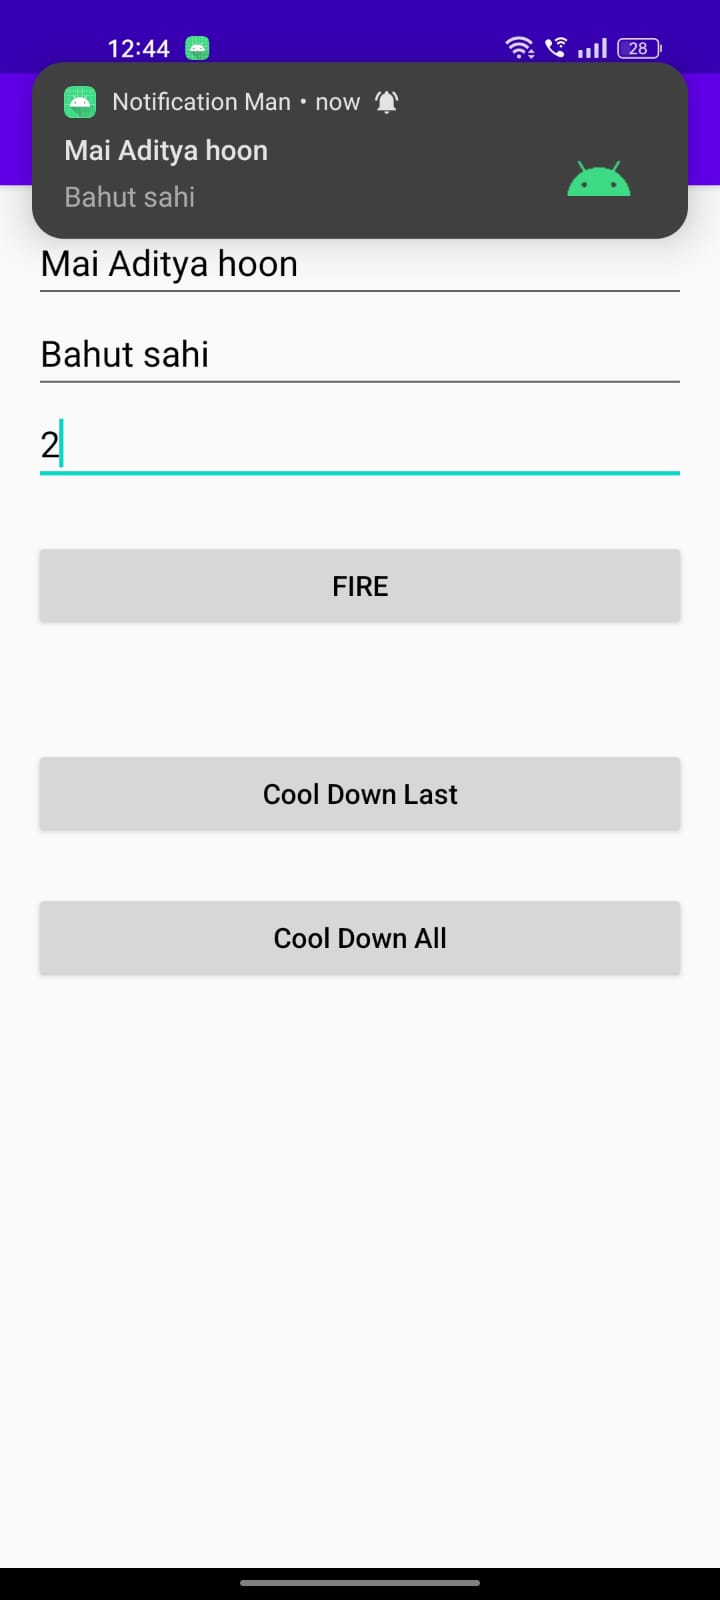 12:44
28
Notification Man • now
Mai Aditya hoon
Bahut sahi
Mai Aditya hoon
Bahut sahi
2
FIRE
Cool Down Last
Cool Down All